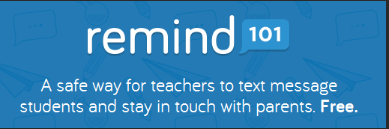 remind 101
A safe way for teachers to text message
students and stay in touch with parents. Free.